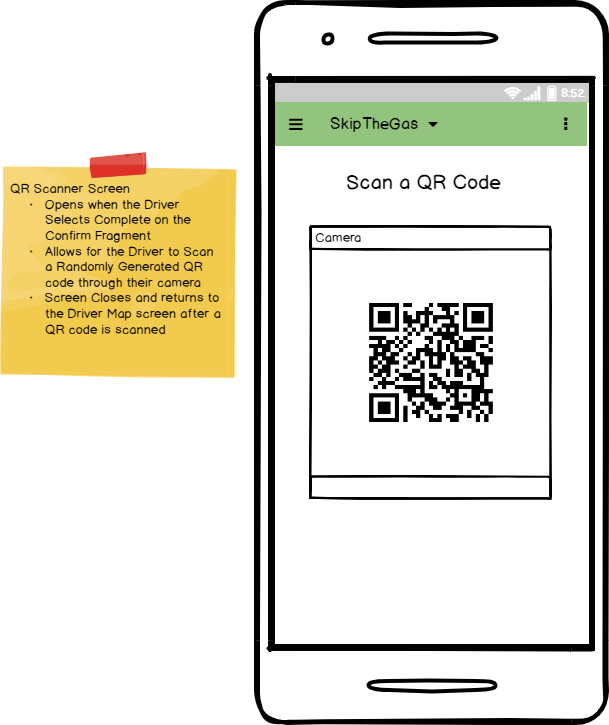 QR Scanner Screen
• Opens when the Driver
Selects Complete on the
Confirm Fragment
• Allows for the Driver to Scan
a Randomly Generated QR
code through their camera
• Screen Closes and returns to
the Driver Map screen after a
QR code is scanned
8:52
SkipTheGas
Scan a QR Code
Camera